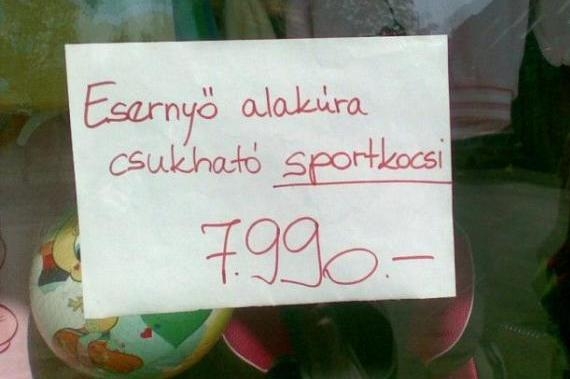 Esernyő alakúra
csukható sportkocsi
7.990.-